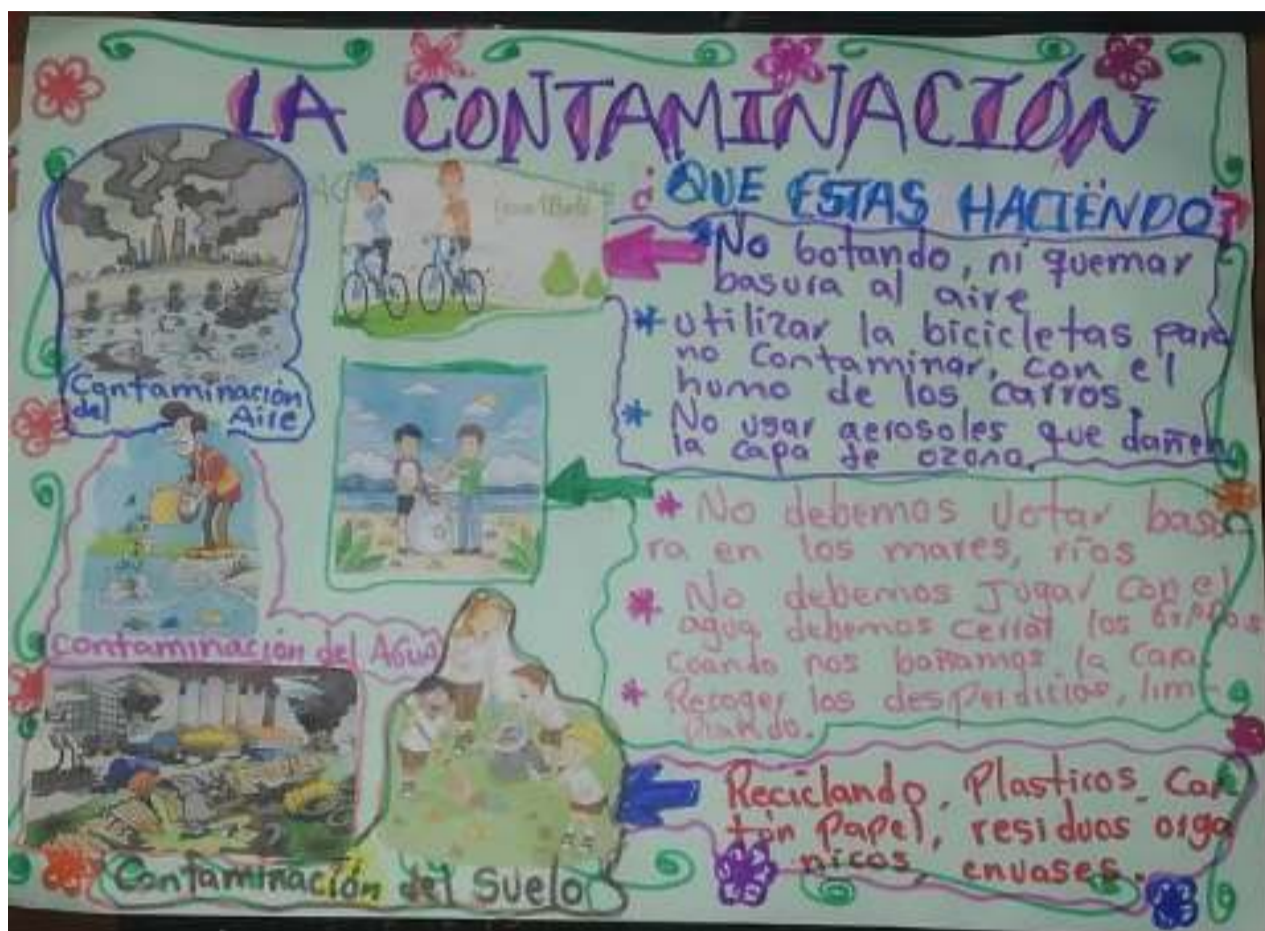 LA CONTAMINACIÓN
¿QUE ESTAS HACIENDO?
*No botando, ni quemar
basura al aire
* utilizar la bicicletas para
no contaminar, con el
humo de los carros.
* No usar aerosoles que dañen
la capa de ozono.
Contaminación
del Aire
* No debemos votar basu
ra en los mares, ríos
* No debemos Jugar con el
agua debemos cerrar los Grifos
cuando nos bañamos la cara.
* Recoger los desperdicios, lim-
piando.
contaminación del AGUA
Reciclando, Plasticos, Car
tón Papel, residuos orga
nicos, envases.
Contaminación del Suelo